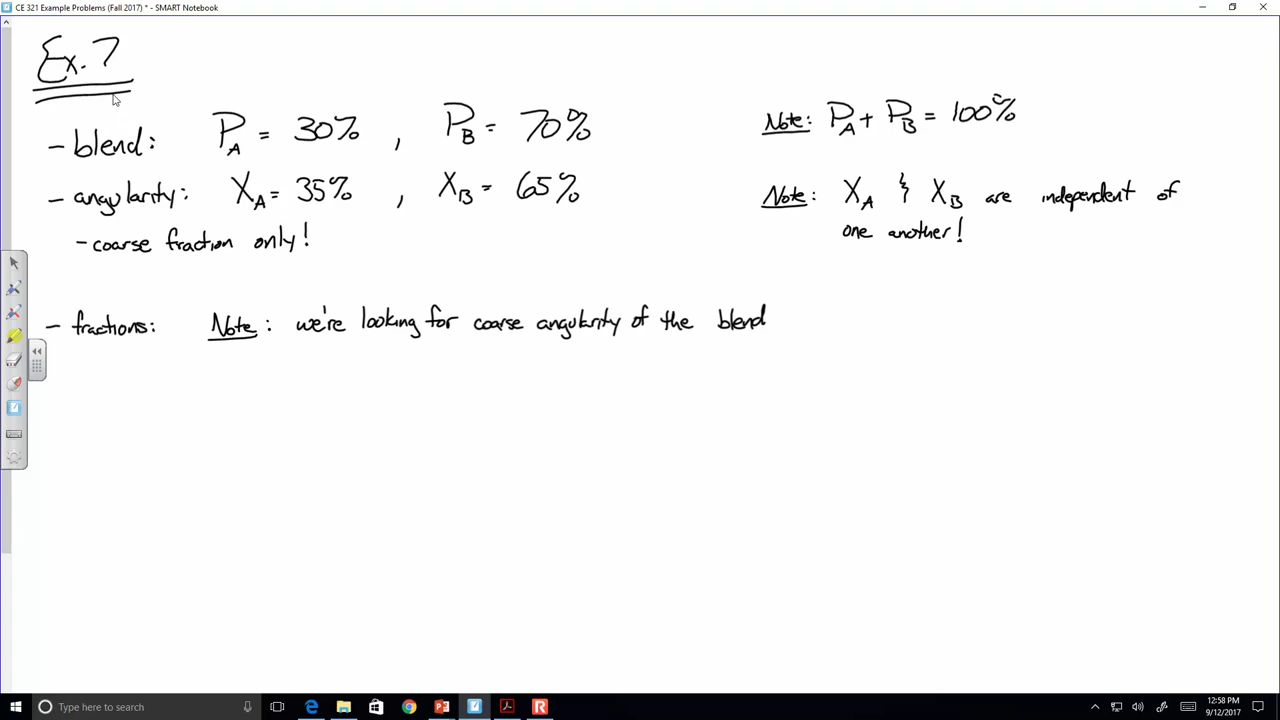 CE 321 Example Problems (Fall 2017) * - SMART Notebook
Ex. 7
- blend: P_A = 30% , P_B = 70%
Note: P_A + P_B = 100%
- angularity: X_A = 35% , X_B = 65%
Note: X_A & X_B are independent of
one another!
- coarse fraction only!
- fractions: Note: we're looking for coarse angularity of the blend
Type here to search
12:58 PM
9/12/2017